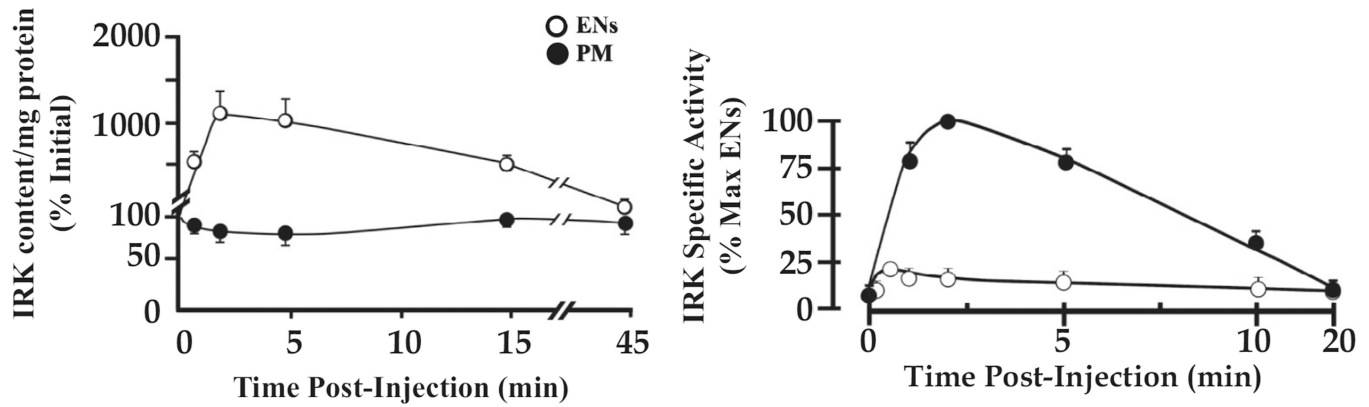 IRK content/mg protein
(% Initial)
2000
1000
100
50
0
ENs
PM
0 5 10 15 45
Time Post-Injection (min)
IRK Specific Activity
(% Max ENs)
100
75
50
25
0
0 5 10 20
Time Post-Injection (min)